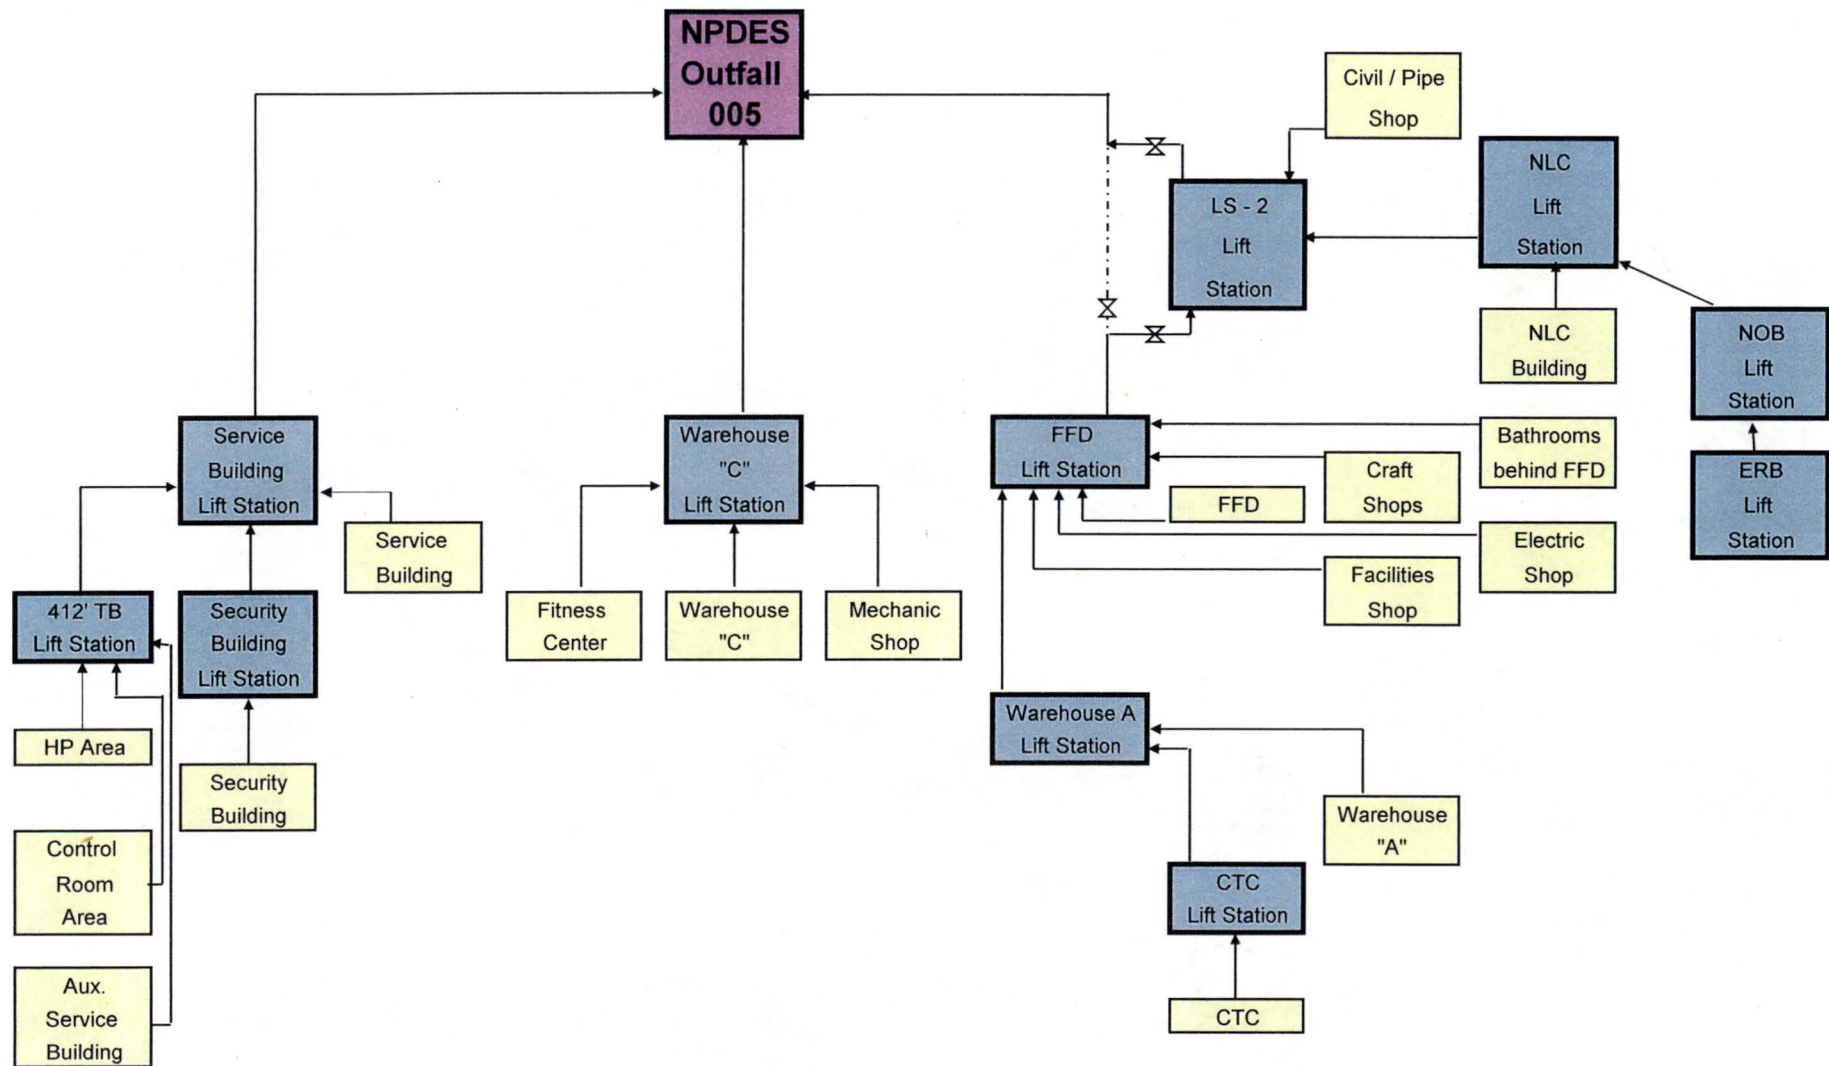 NPDES
Outfall
005
Civil / Pipe
Shop
NLC
Lift
Station
LS - 2
Lift
Station
NLC
Building
NOB
Lift
Station
ERB
Lift
Station
Service
Building
Lift Station
Warehouse
"C"
Lift Station
FFD
Lift Station
Bathrooms
behind FFD
Craft
Shops
FFD
Electric
Shop
Facilities
Shop
Service
Building
412' TB
Lift Station
Security
Building
Lift Station
Fitness
Center
Warehouse
"C"
Mechanic
Shop
HP Area
Security
Building
Warehouse A
Lift Station
Control
Room
Area
Warehouse
"A"
CTC
Lift Station
Aux.
Service
Building
CTC